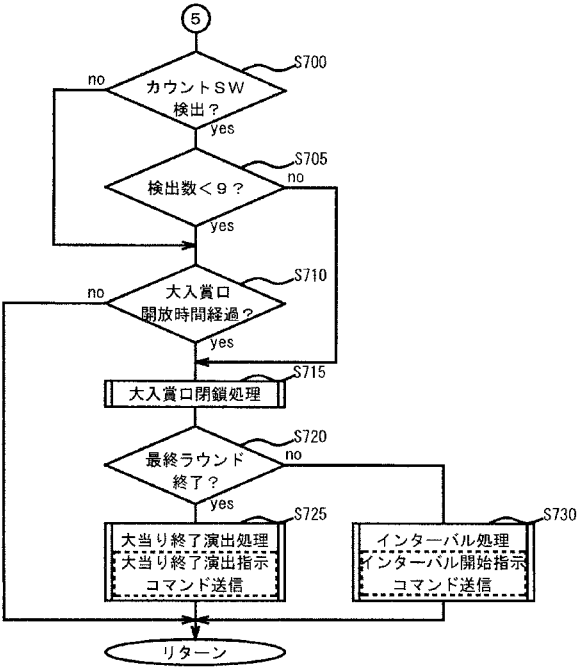 5
S700
no
カウントSW
検出？
yes
S705
検出数＜9？
no
yes
S710
no
大入賞口
開放時間経過？
yes
S715
大入賞口閉鎖処理
S720
最終ラウンド
終了？
no
yes
S725
大当り終了演出処理
大当り終了演出指示
コマンド送信
S730
インターバル処理
インターバル開始指示
コマンド送信
リターン